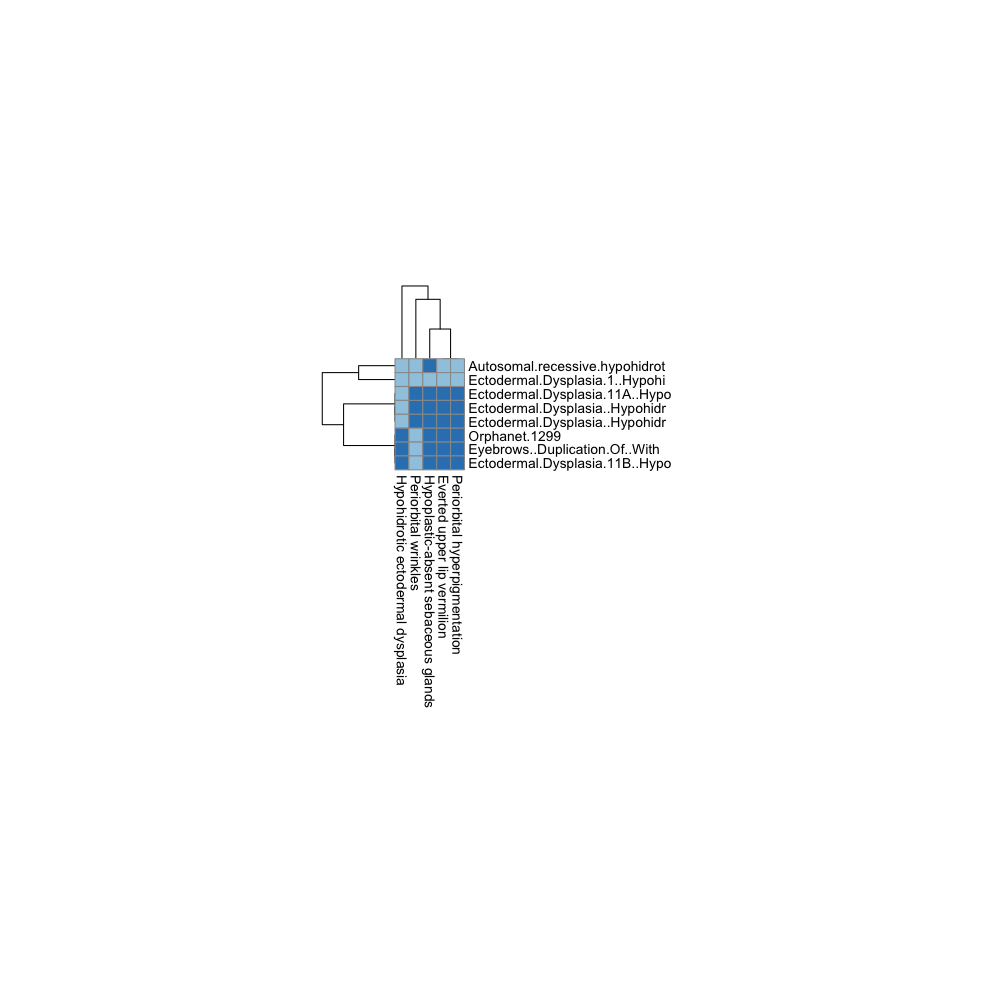 Autosomal.recessive.hypohidrot
Ectodermal.Dysplasia.1..Hypohi
Ectodermal.Dysplasia.11A..Hypo
Ectodermal.Dysplasia..Hypohidr
Ectodermal.Dysplasia..Hypohidr
Orphanet.1299
Eyebrows..Duplication.Of..With
Ectodermal.Dysplasia.11B..Hypo
Hypohidrotic ectodermal dysplasia
Periorbital wrinkles
Hypoplastic-absent sebaceous glands
Everted upper lip vermilion
Periorbital hyperpigmentation